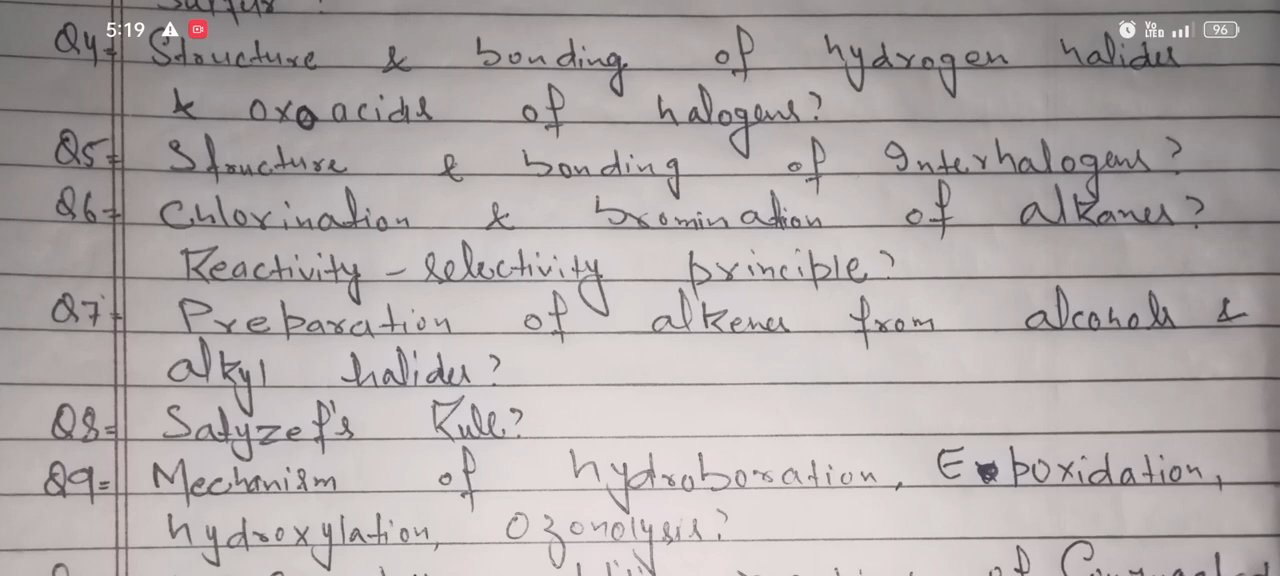 5:19 96
Q4= Structure & bonding of hydrogen halides
& oxoacids of halogens?
Q5= Structure & bonding of Interhalogens?
Q6= Chlorination & bromination of alkanes?
Reactivity - selectivity principle?
Q7= Preparation of alkenes from alcohols &
alkyl halides?
Q8= Satyzef's Rule?
Q9= Mechanism of hydroboration, Epoxidation,
hydroxylation, Ozonolysis?
of